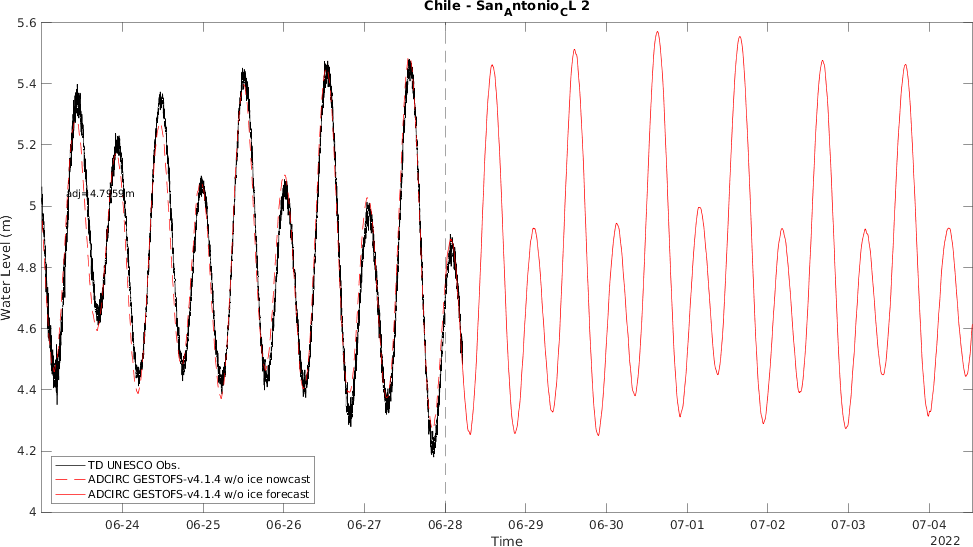 Chile - SanAntonioCL 2
5.6
5.4
5.2
5
4.8
4.6
4.4
4.2
4
Water Level (m)
adj=4.7959m
TD UNESCO Obs.
ADCIRC GESTOFS-v4.1.4 w/o ice nowcast
ADCIRC GESTOFS-v4.1.4 w/o ice forecast
06-24 06-25 06-26 06-27 06-28 06-29 06-30 07-01 07-02 07-03 07-04
Time
2022